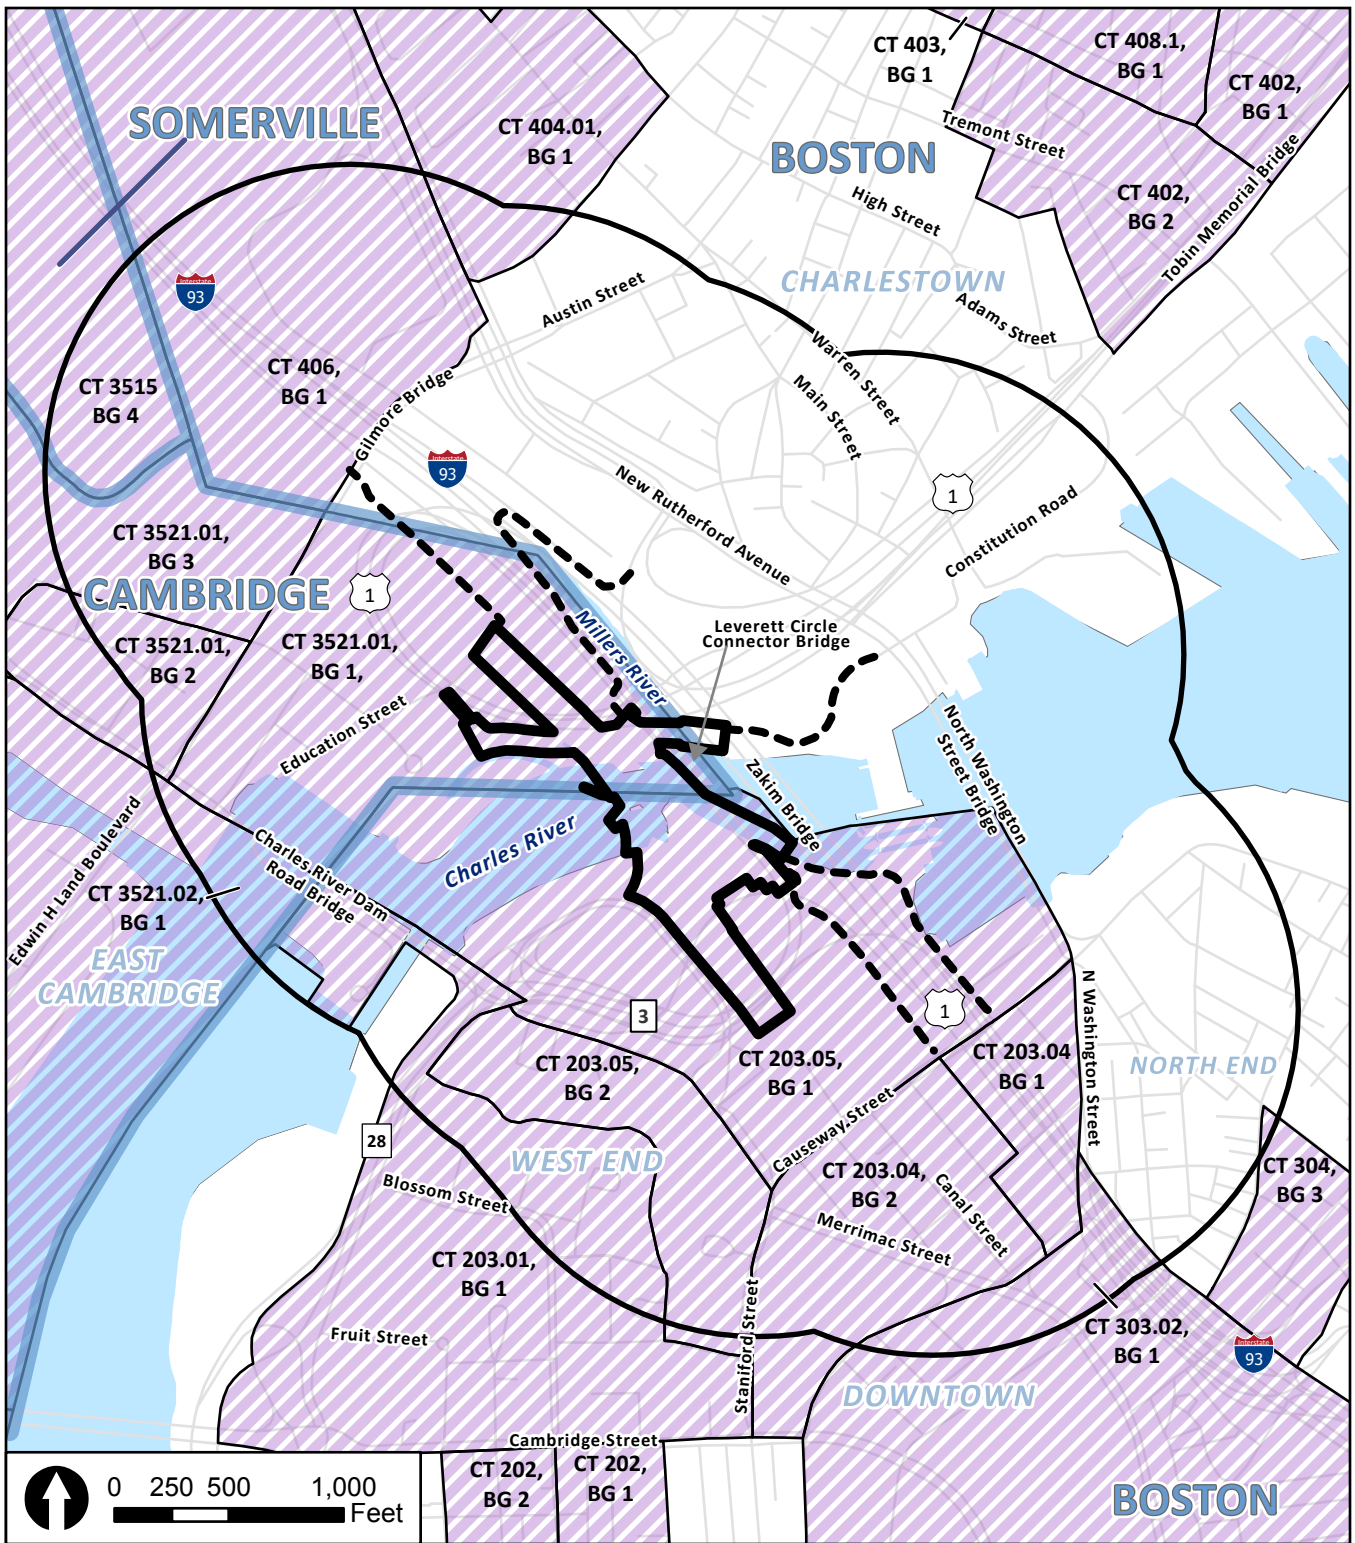 CT 403,
BG 1
CT 408.1,
BG 1
CT 402,
BG 1
SOMERVILLE
CT 404.01,
BG 1
Tremont Street
BOSTON
CT 402,
BG 2
Tobin Memorial Bridge
High Street
CHARLESTOWN
Interstate
93
Austin Street
Adams Street
Warren Street
CT 406,
BG 1
CT 3515
BG 4
Main Street
Gilmore Bridge
Interstate
93
New Rutherford Avenue
1
Constitution Road
CT 3521.01,
BG 3
CAMBRIDGE
1
Millers River
Leverett Circle
Connector Bridge
CT 3521.01,
BG 2
CT 3521.01,
BG 1,
Education Street
North Washington
Street Bridge
Zakim Bridge
Edwin H Land Boulevard
Charles River Dam
Road Bridge
Charles River
CT 3521.02,
BG 1
EAST
CAMBRIDGE
N Washington Street
3
1
CT 203.05,
BG 2
CT 203.05,
BG 1
CT 203.04
BG 1
NORTH END
Causeway Street
28
WEST END
CT 203.04,
BG 2
CT 304,
BG 3
Blossom Street
Canal Street
Merrimac Street
CT 203.01,
BG 1
Fruit Street
Staniford Street
CT 303.02,
BG 1
Interstate
93
DOWNTOWN
Cambridge Street
CT 202,
BG 2
CT 202,
BG 1
BOSTON
0 250 500 1,000
Feet